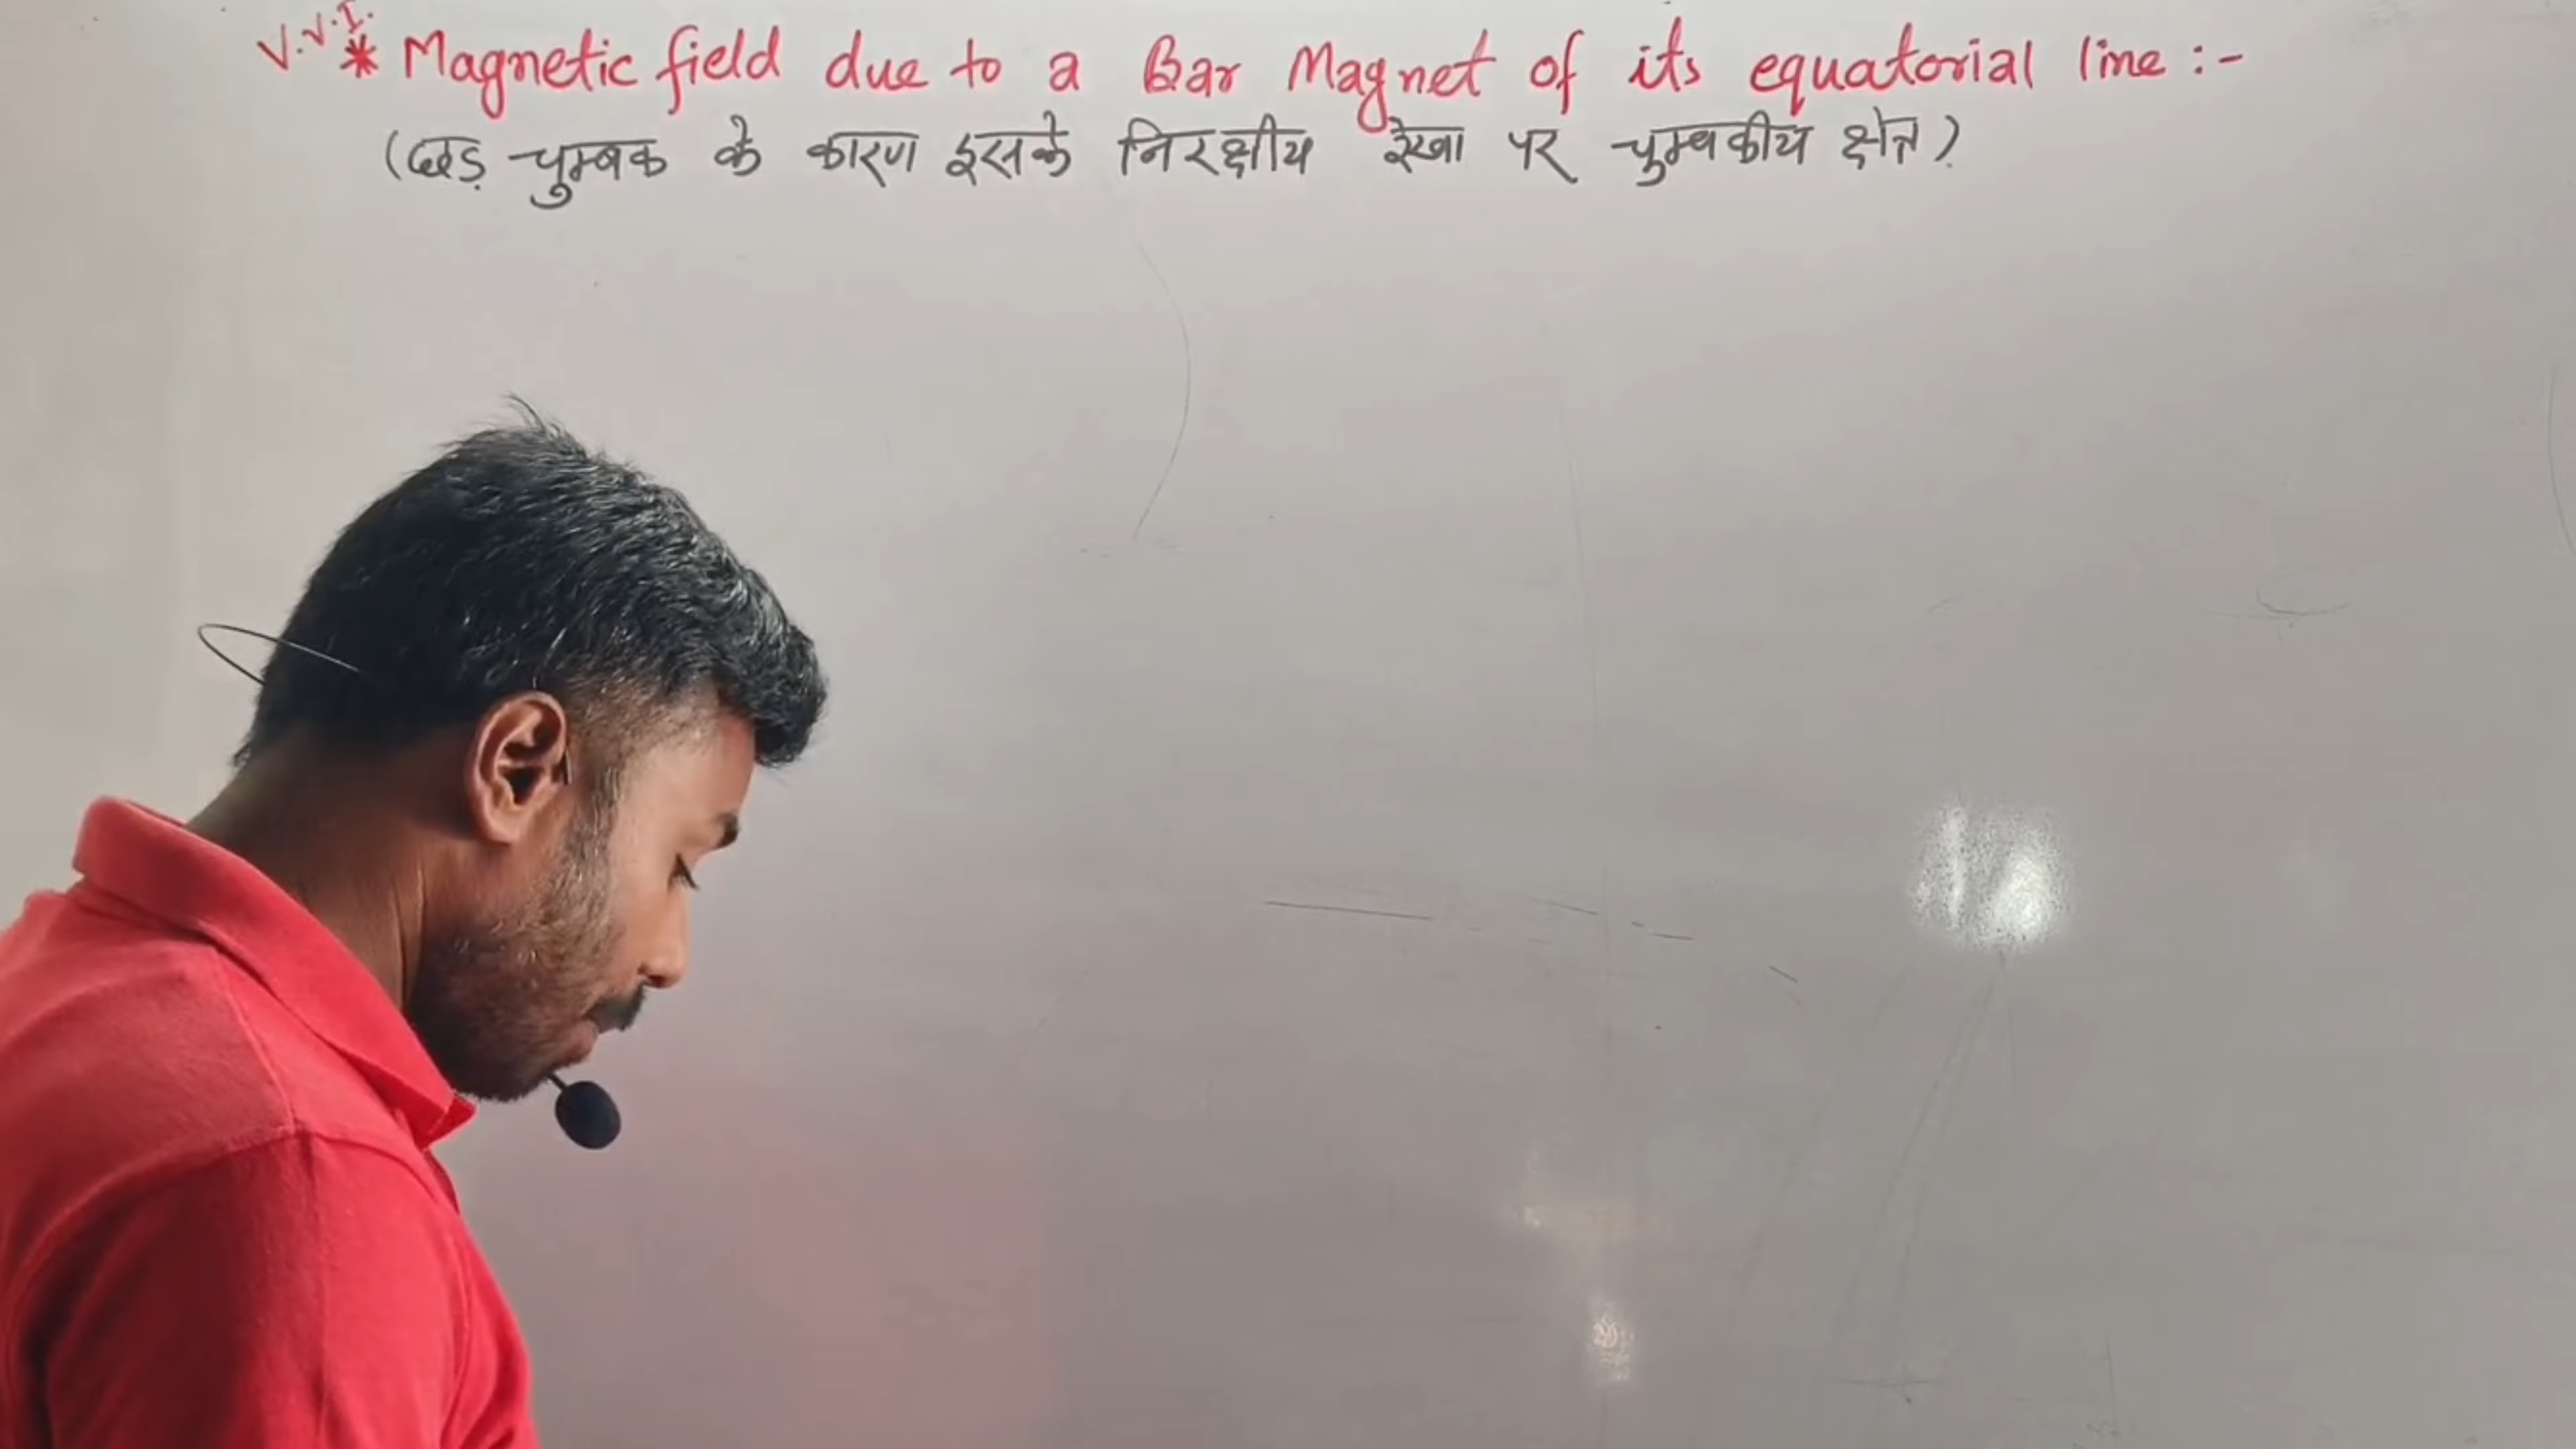 V.V.I.
* Magnetic field due to a Bar Magnet of its equatorial line :-
(छड़ चुम्बक के कारण इसके निरक्षीय रेखा पर चुम्बकीय क्षेत्र)